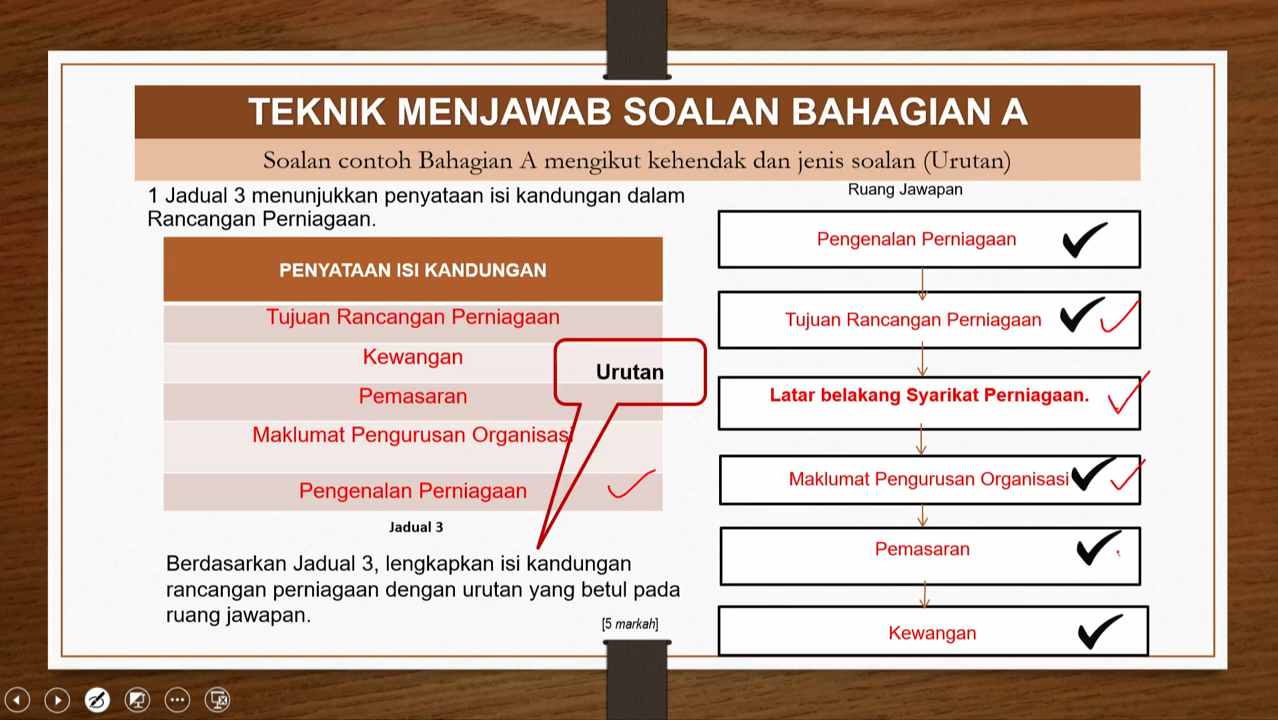 TEKNIK MENJAWAB SOALAN BAHAGIAN A
Soalan contoh Bahagian A mengikut kehendak dan jenis soalan (Urutan)
1 Jadual 3 menunjukkan penyataan isi kandungan dalam
Rancangan Perniagaan.
PENYATAAN ISI KANDUNGAN
Tujuan Rancangan Perniagaan
Kewangan
Pemasaran
Maklumat Pengurusan Organisasi
Pengenalan Perniagaan
Jadual 3
Urutan
Berdasarkan Jadual 3, lengkapkan isi kandungan
rancangan perniagaan dengan urutan yang betul pada
ruang jawapan.
[5 markah]
Ruang Jawapan
Pengenalan Perniagaan
Tujuan Rancangan Perniagaan
Latar belakang Syarikat Perniagaan.
Maklumat Pengurusan Organisasi
Pemasaran
Kewangan